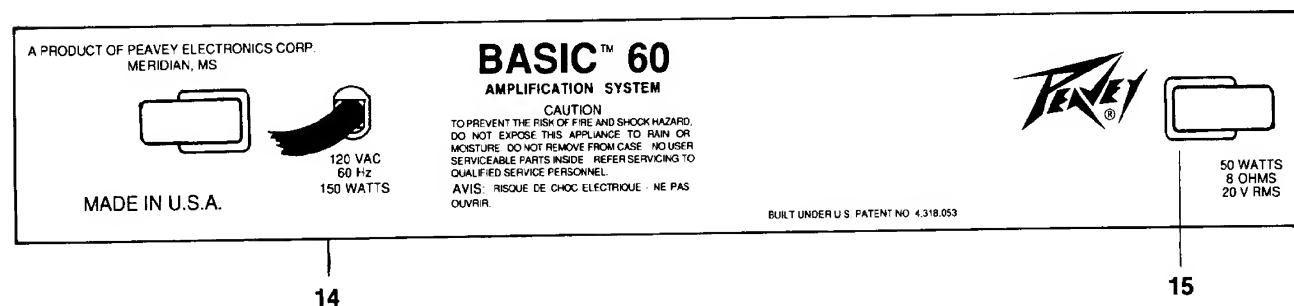 A PRODUCT OF PEAVEY ELECTRONICS CORP.
MERIDIAN, MS
120 VAC
60 Hz
150 WATTS
MADE IN U.S.A.
BASIC™ 60
AMPLIFICATION SYSTEM
CAUTION
TO PREVENT THE RISK OF FIRE AND SHOCK HAZARD,
DO NOT EXPOSE THIS APPLIANCE TO RAIN OR
MOISTURE DO NOT REMOVE FROM CASE NO USER
SERVICEABLE PARTS INSIDE REFER SERVICING TO
QUALIFIED SERVICE PERSONNEL.
AVIS: RISQUE DE CHOC ELECTRIQUE - NE PAS
OUVRIR.
BUILT UNDER U.S. PATENT NO 4,318,053
PEAVEY®
50 WATTS
8 OHMS
20 V RMS
14
15